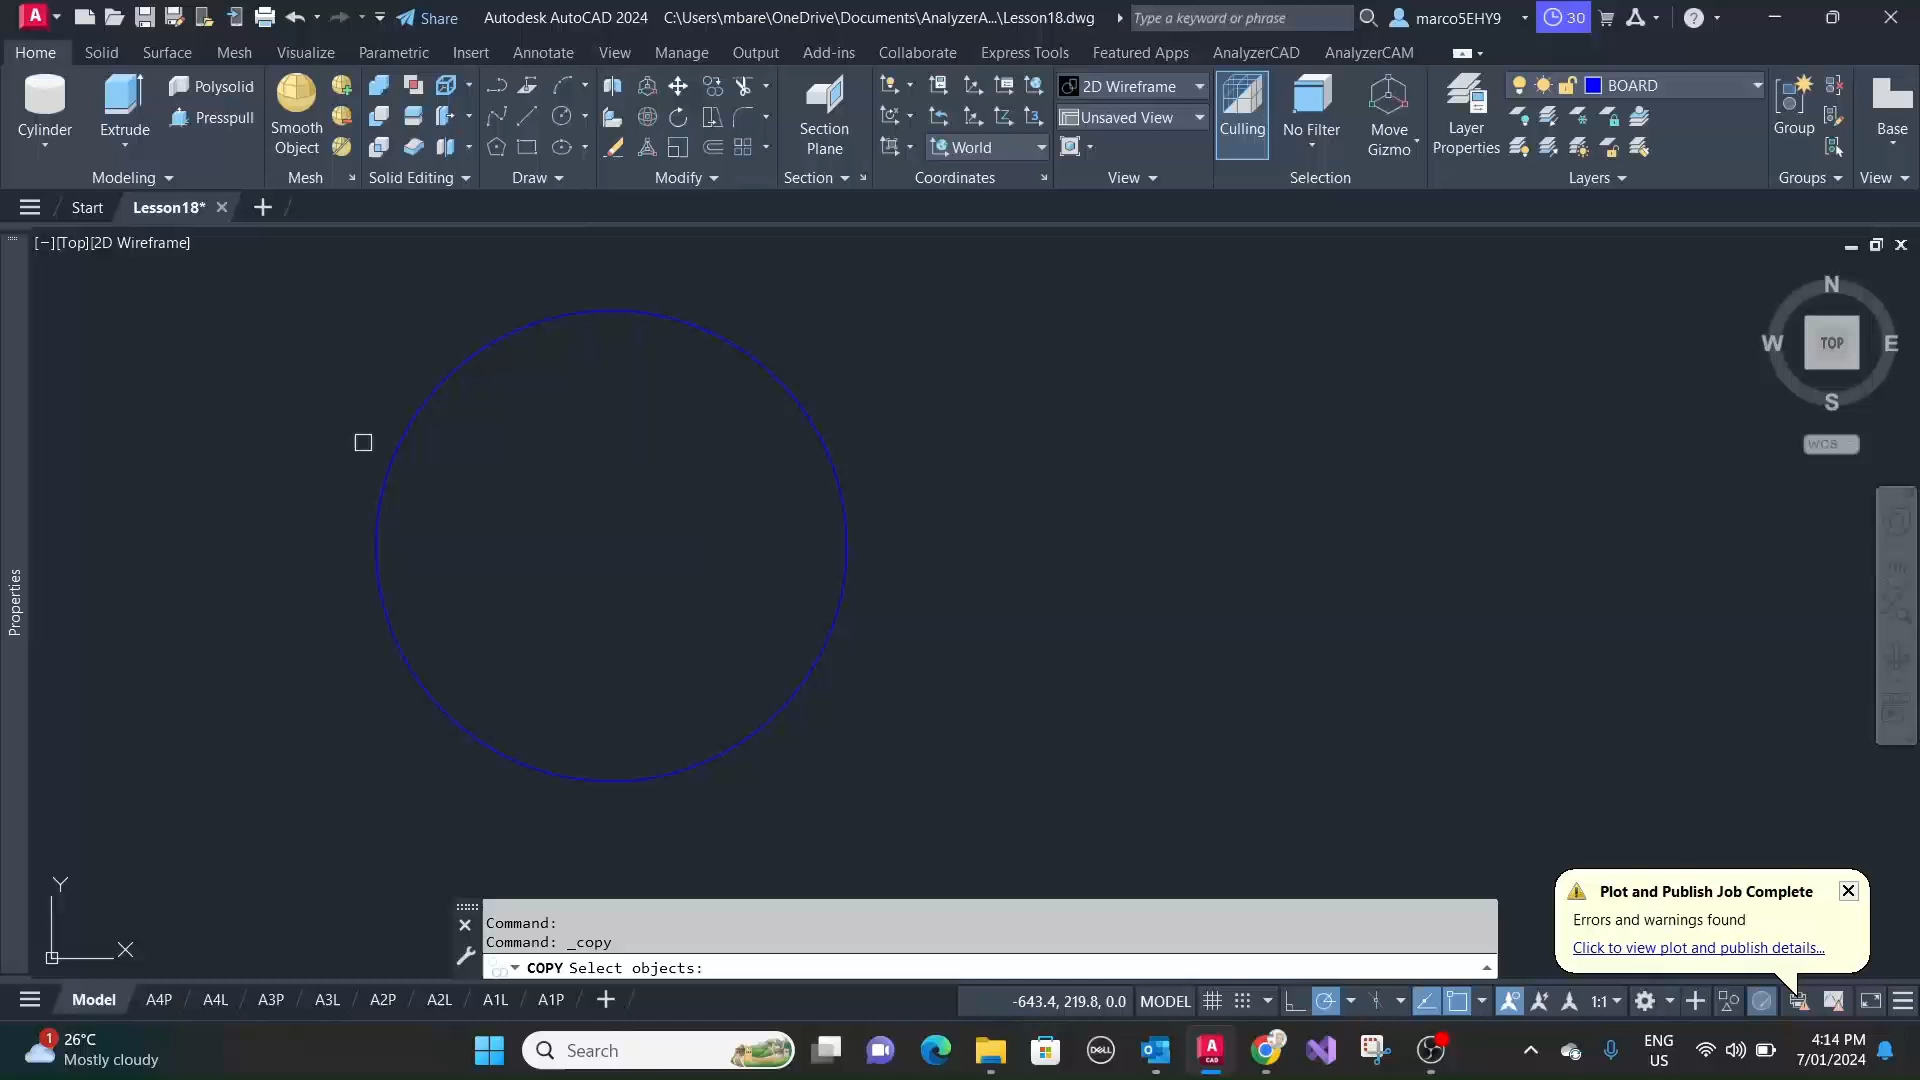 Share
Autodesk AutoCAD 2024 C:\Users\mbare\OneDrive\Documents\AnalyzerA...\Lesson18.dwg
Type a keyword or phrase
marco5EHY9
30
Home Solid Surface Mesh Visualize Parametric Insert Annotate View Manage Output Add-ins Collaborate Express Tools Featured Apps AnalyzerCAD AnalyzerCAM
Cylinder
Extrude
Polysolid
Presspull
Smooth
Object
Section
Plane
World
2D Wireframe
Unsaved View
Culling
No Filter
Move
Gizmo
Layer
Properties
BOARD
Group
Base
Modeling Mesh Solid Editing Draw Modify Section Coordinates View Selection Layers Groups View
Start Lesson18*
[−][Top][2D Wireframe]
N
W TOP E
S
WCS
Properties
Y
X
Command:
Command: _copy
COPY Select objects:
Plot and Publish Job Complete
Errors and warnings found
Click to view plot and publish details...
Model A4P A4L A3P A3L A2P A2L A1L A1P
-643.4, 219.8, 0.0 MODEL 1:1
1
26°C
Mostly cloudy
Search
DELL
A
CAD
ENG
US
4:14 PM
7/01/2024